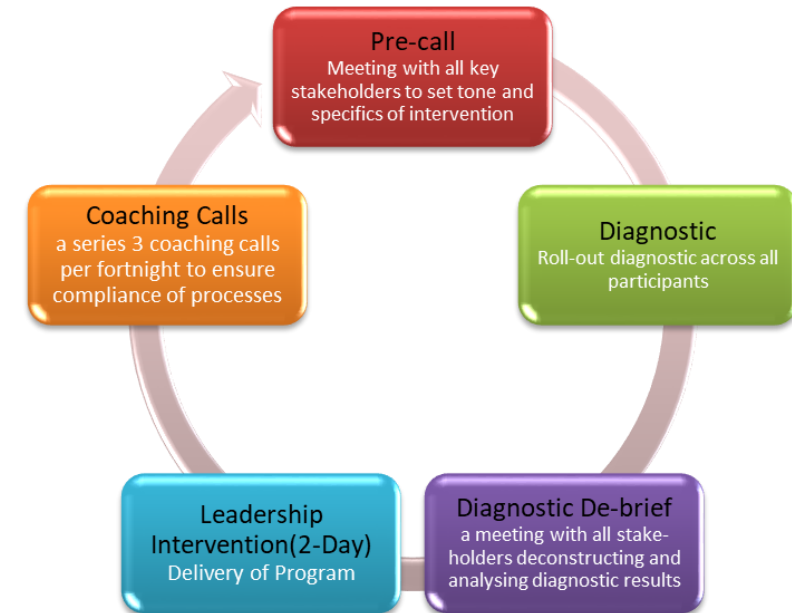 Pre-call
Meeting with all key
stakeholders to set tone and
specifics of intervention
Diagnostic
Roll-out diagnostic across all
participants
Diagnostic De-brief
a meeting with all stake-
holders deconstructing and
analysing diagnostic results
Leadership
Intervention(2-Day)
Delivery of Program
Coaching Calls
a series 3 coaching calls
per fortnight to ensure
compliance of processes